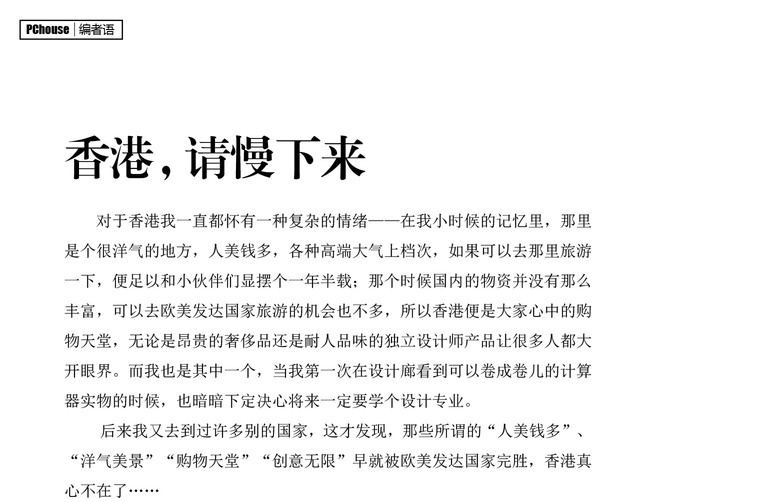 PChouse | 编者语
香港，请慢下来
对于香港我一直都怀有一种复杂的情绪——在我小时候的记忆里，那里
是个很洋气的地方，人美钱多，各种高端大气上档次，如果可以去那里旅游
一下，便足以和小伙伴们显摆个一年半载；那个时候国内的物资并没有那么
丰富，可以去欧美发达国家旅游的机会也不多，所以香港便是大家心中的购
物天堂，无论是昂贵的奢侈品还是耐人品味的独立设计师产品让很多人都大
开眼界。而我也是其中一个，当我第一次在设计廊看到可以卷成卷儿的计算
器实物的时候，也暗暗下定决心将来一定要学个设计专业。
后来我又去到过许多别的国家，这才发现，那些所谓的“人美钱多”、
“洋气美景”“购物天堂”“创意无限”早就被欧美发达国家完胜，香港真
心不在了……